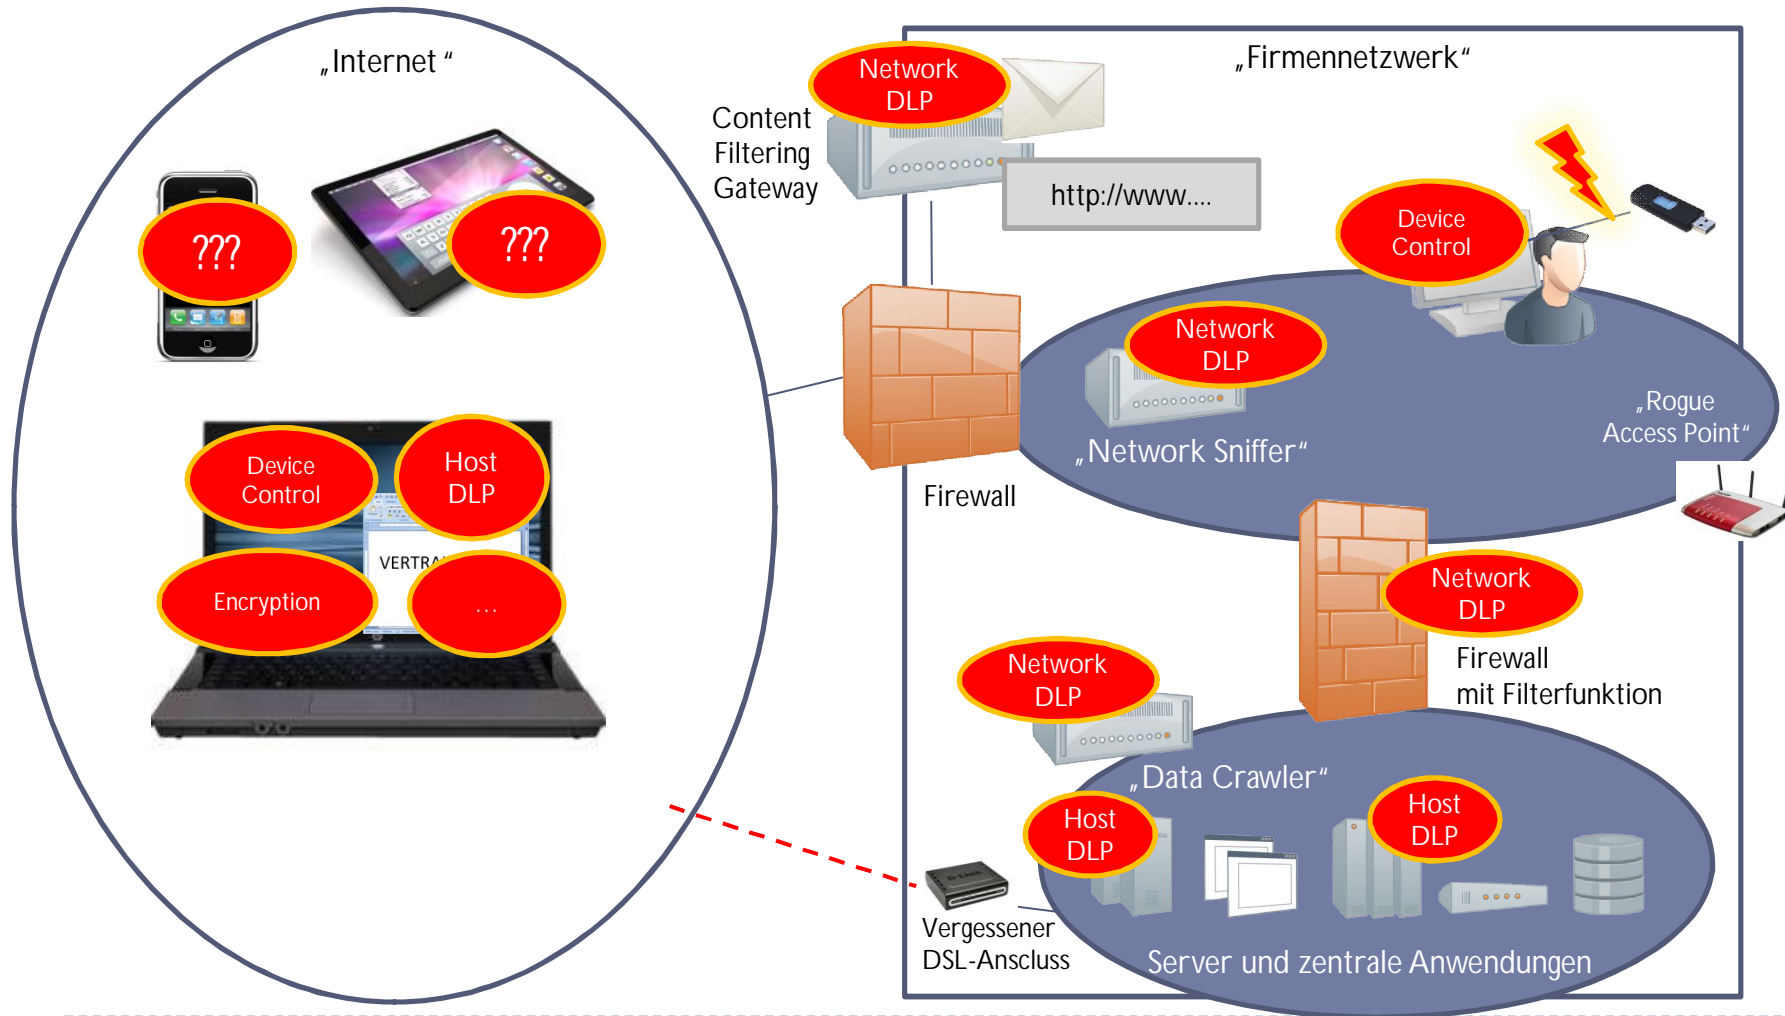 „Internet “
???
???
Device
Control
Host
DLP
VERTRA
Encryption
...
Network
DLP
Content
Filtering
Gateway
http://www....
„Firmennetzwerk“
Device
Control
Network
DLP
„Network Sniffer“
„Rogue
Access Point“
Firewall
Network
DLP
Firewall
mit Filterfunktion
Network
DLP
„Data Crawler“
Host
DLP
Host
DLP
D-Link
Vergessener
DSL-Anscluss
Server und zentrale Anwendungen